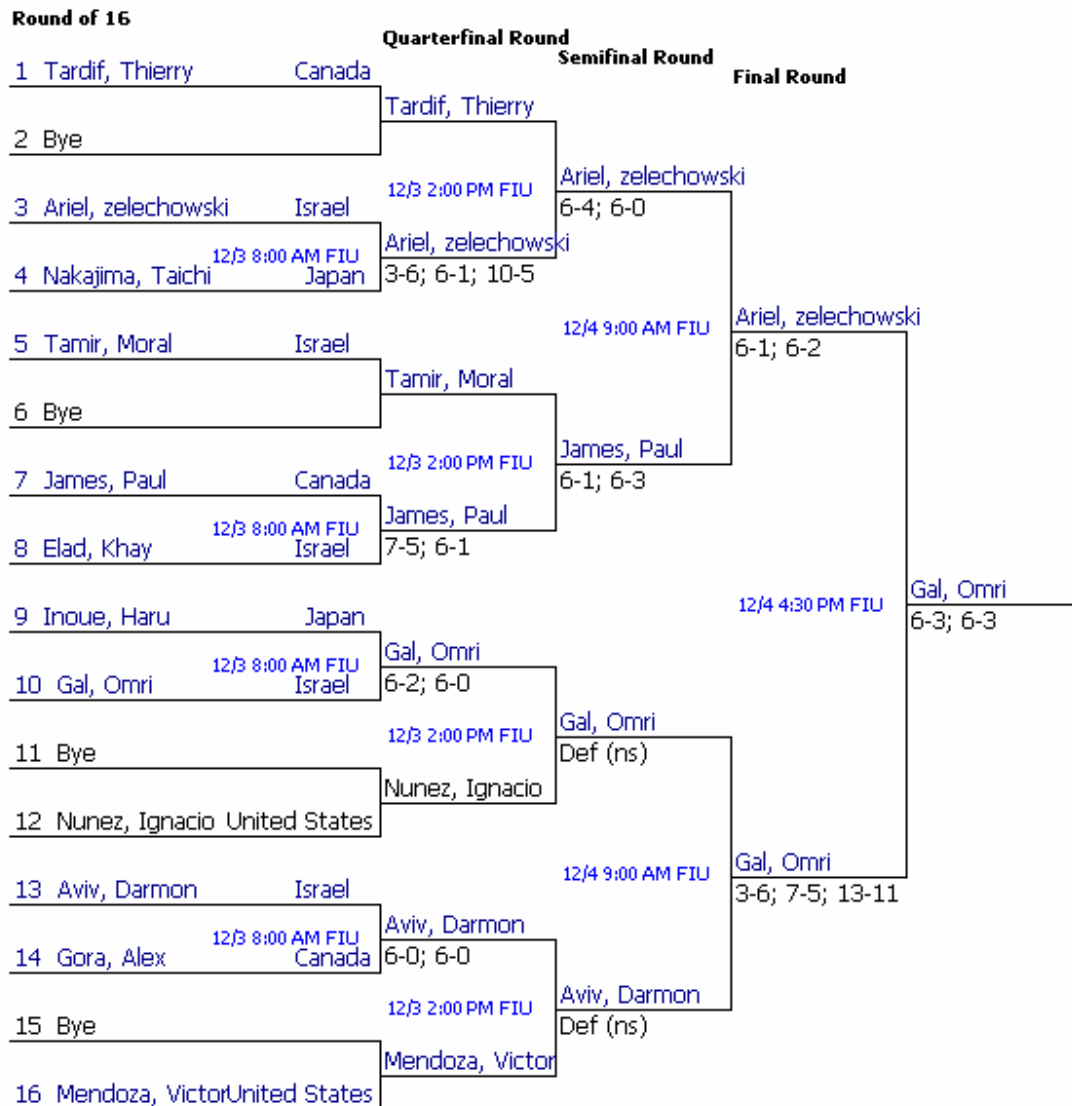 Round of 16
Quarterfinal Round
Semifinal Round
Final Round
1 Tardif, Thierry Canada
Tardif, Thierry
2 Bye
12/3 2:00 PM FIU
Ariel, zelechowski
6-4; 6-0
3 Ariel, zelechowski Israel
12/3 8:00 AM FIU
Ariel, zelechowski
3-6; 6-1; 10-5
4 Nakajima, Taichi Japan
12/4 9:00 AM FIU
Ariel, zelechowski
6-1; 6-2
5 Tamir, Moral Israel
Tamir, Moral
6 Bye
12/3 2:00 PM FIU
James, Paul
6-1; 6-3
7 James, Paul Canada
12/3 8:00 AM FIU
James, Paul
7-5; 6-1
8 Elad, Khay Israel
12/4 4:30 PM FIU
Gal, Omri
6-3; 6-3
9 Inoue, Haru Japan
12/3 8:00 AM FIU
Gal, Omri
6-2; 6-0
10 Gal, Omri Israel
12/3 2:00 PM FIU
Gal, Omri
Def (ns)
11 Bye
Nunez, Ignacio
12 Nunez, Ignacio United States
12/4 9:00 AM FIU
Gal, Omri
3-6; 7-5; 13-11
13 Aviv, Darmon Israel
12/3 8:00 AM FIU
Aviv, Darmon
6-0; 6-0
14 Gora, Alex Canada
12/3 2:00 PM FIU
Aviv, Darmon
Def (ns)
15 Bye
Mendoza, Victor
16 Mendoza, VictorUnited States